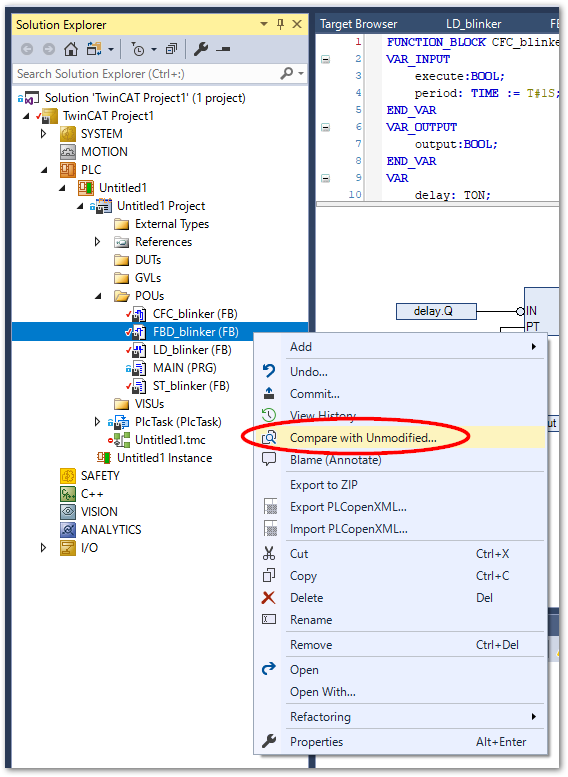 Solution Explorer
Search Solution Explorer (Ctrl+:)
Solution 'TwinCAT Project1' (1 project)
TwinCAT Project1
SYSTEM
MOTION
PLC
Untitled1
Untitled1 Project
External Types
References
DUTs
GVLs
POUs
CFC_blinker (FB)
FBD_blinker (FB)
LD_blinker (FB)
MAIN (PRG)
ST_blinker (FB)
VISUs
PlcTask (PlcTask)
Untitled1.tmc
Untitled1 Instance
SAFETY
C++
VISION
ANALYTICS
I/O
Target Browser LD_blinker FB
1 FUNCTION_BLOCK CFC_blinke
2 VAR_INPUT
3 execute:BOOL;
4 period: TIME := T#1S;
5 END_VAR
6 VAR_OUTPUT
7 output:BOOL;
8 END_VAR
9 VAR
10 delay: TON;
delay.Q IN
PT
ut
Add
Undo...
Commit...
View History
Compare with Unmodified...
Blame (Annotate)
Export to ZIP
Export PLCopenXML...
Import PLCopenXML...
Cut Ctrl+X
Copy Ctrl+C
Delete Del
Rename
Remove Ctrl+Del
Open
Open With...
Refactoring
Properties Alt+Enter